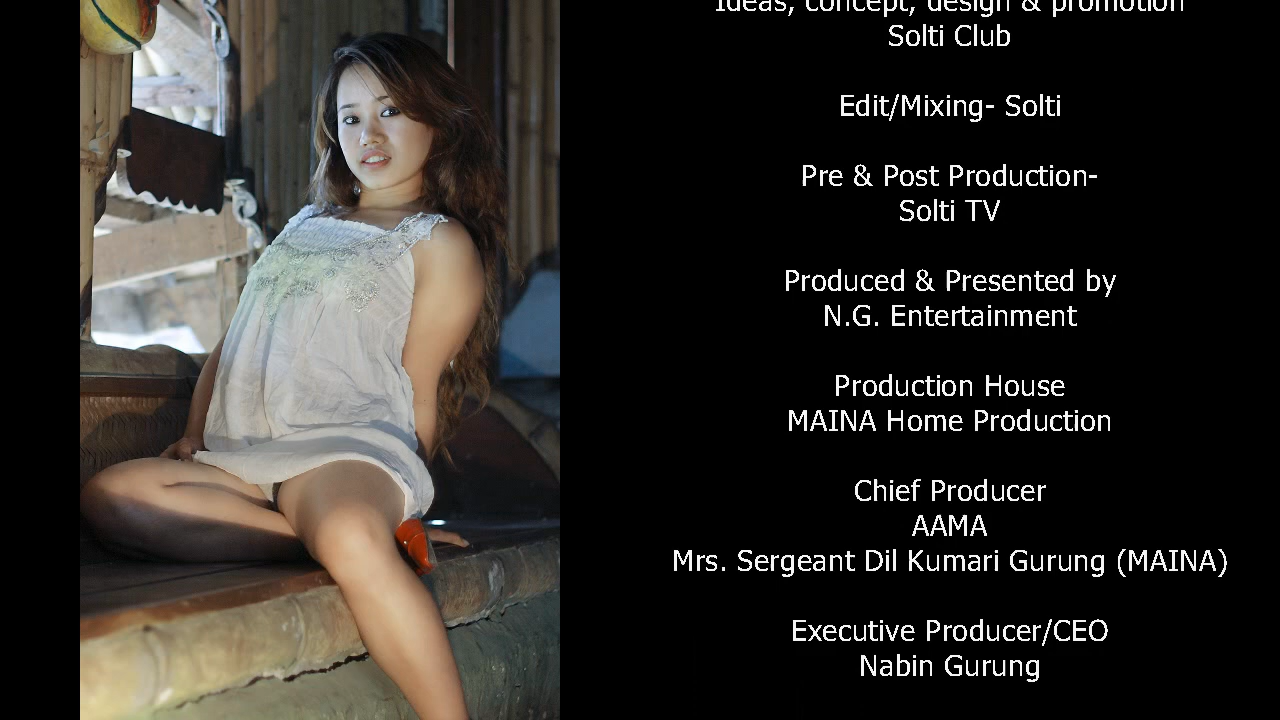 Ideas, concept, design & promotion
Solti Club
Edit/Mixing- Solti
Pre & Post Production-
Solti TV
Produced & Presented by
N.G. Entertainment
Production House
MAINA Home Production
Chief Producer
AAMA
Mrs. Sergeant Dil Kumari Gurung (MAINA)
Executive Producer/CEO
Nabin Gurung